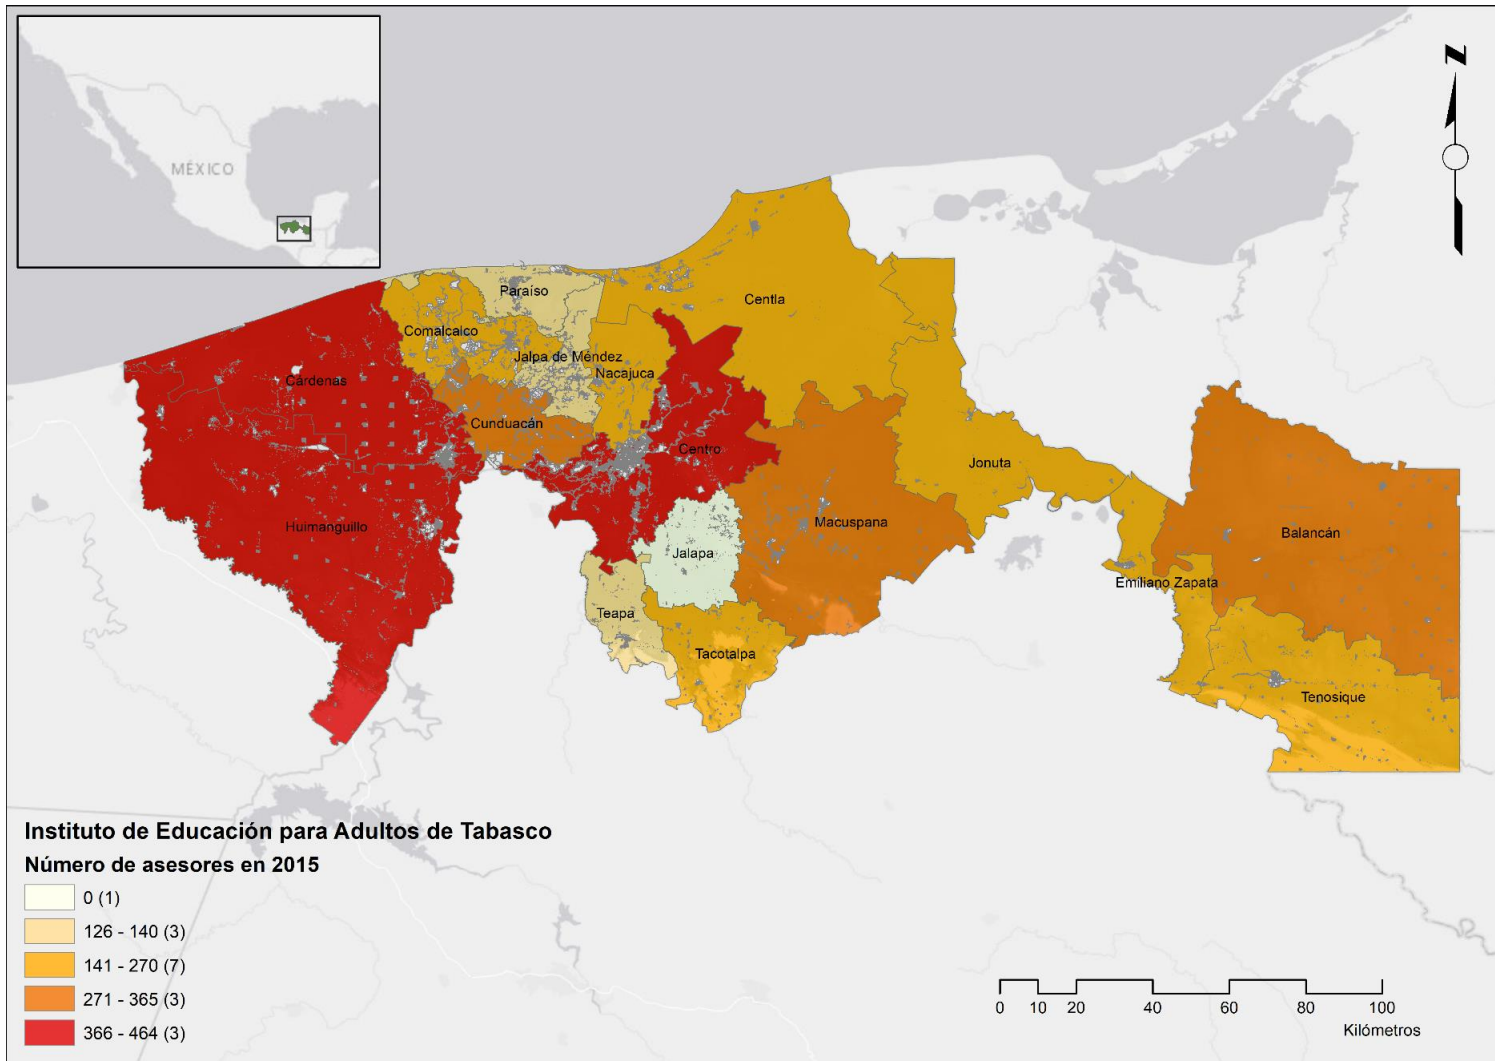 MÉXICO
N
Paraíso
Centla
Comalcalco
Jalpa de Méndez
Nacajuca
Cárdenas
Cunduacán
Centro
Jonuta
Huimanguillo
Macuspana
Balancán
Jalapa
Emiliano Zapata
Teapa
Tacotalpa
Tenosique
Instituto de Educación para Adultos de Tabasco
Número de asesores en 2015
0 (1)
126 - 140 (3)
141 - 270 (7)
271 - 365 (3)
366 - 464 (3)
0 10 20 40 60 80 100
Kilómetros